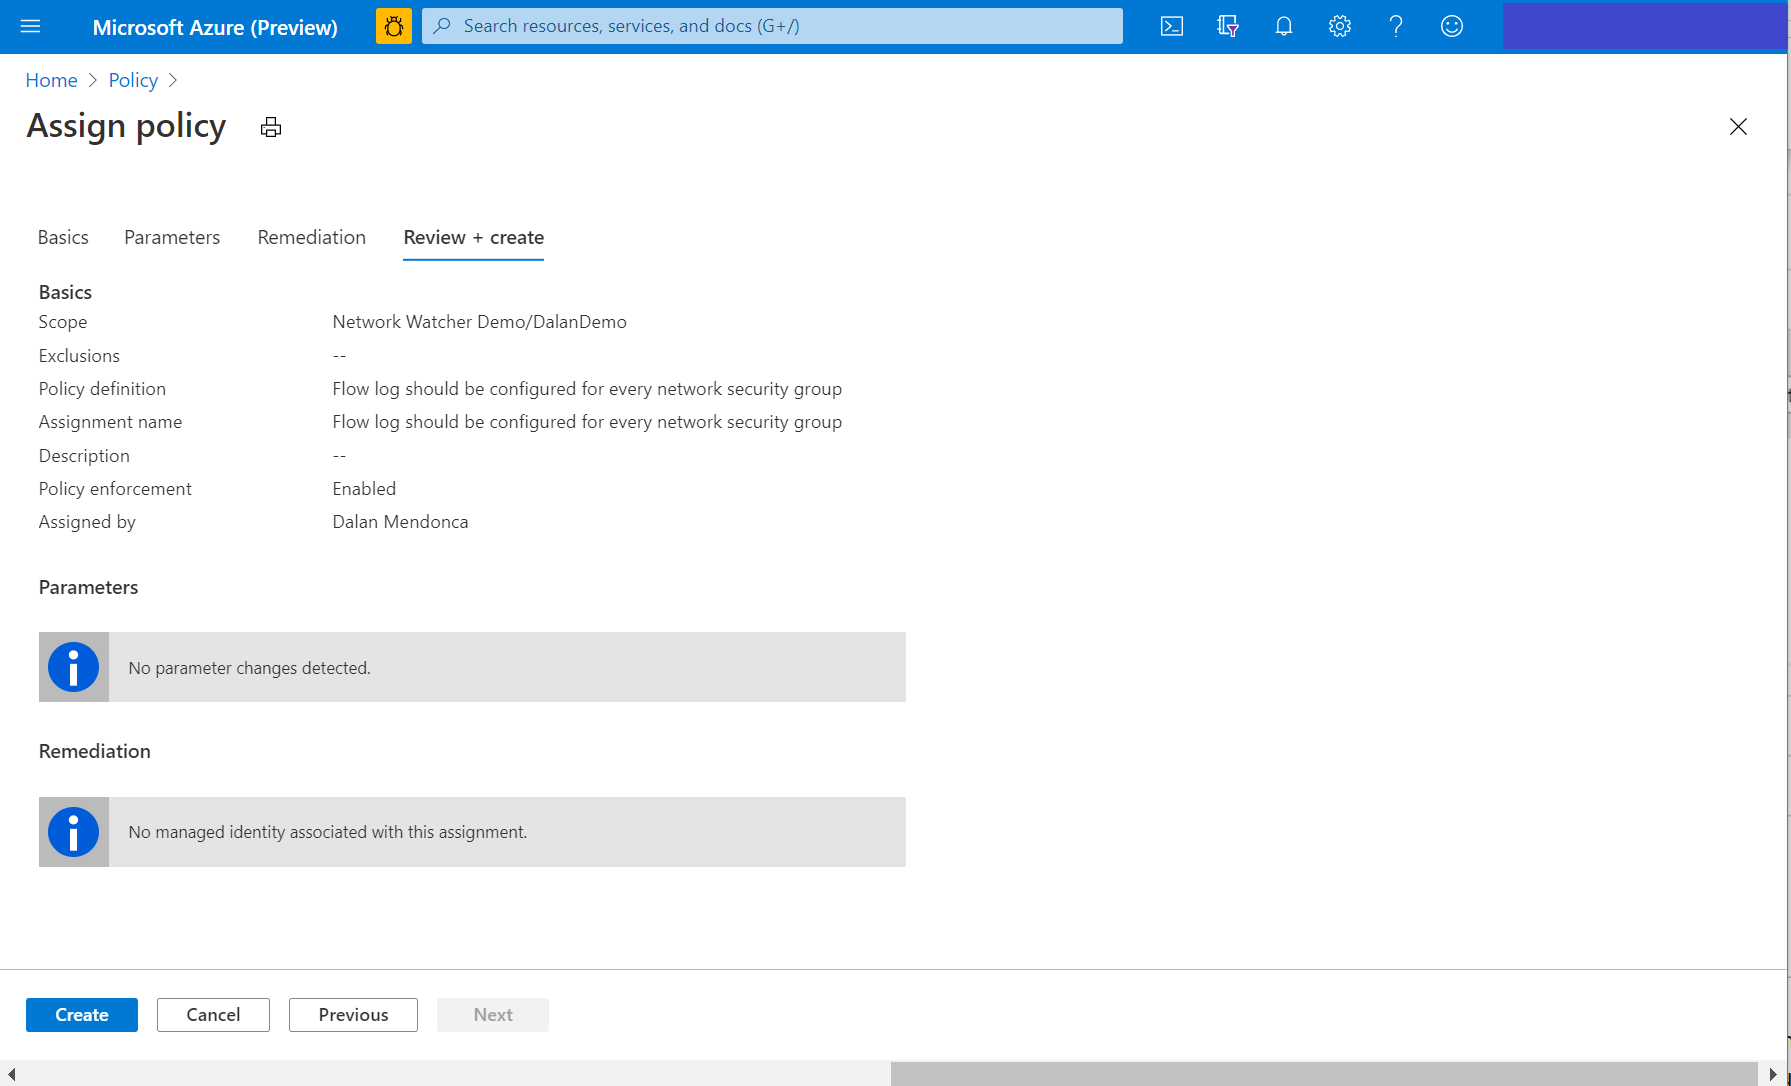 Microsoft Azure (Preview)
Search resources, services, and docs (G+/)
Home > Policy >
Assign policy
Basics Parameters Remediation Review + create
Basics
Scope Network Watcher Demo/DalanDemo
Exclusions --
Policy definition Flow log should be configured for every network security group
Assignment name Flow log should be configured for every network security group
Description --
Policy enforcement Enabled
Assigned by Dalan Mendonca
Parameters
No parameter changes detected.
Remediation
No managed identity associated with this assignment.
Create Cancel Previous Next